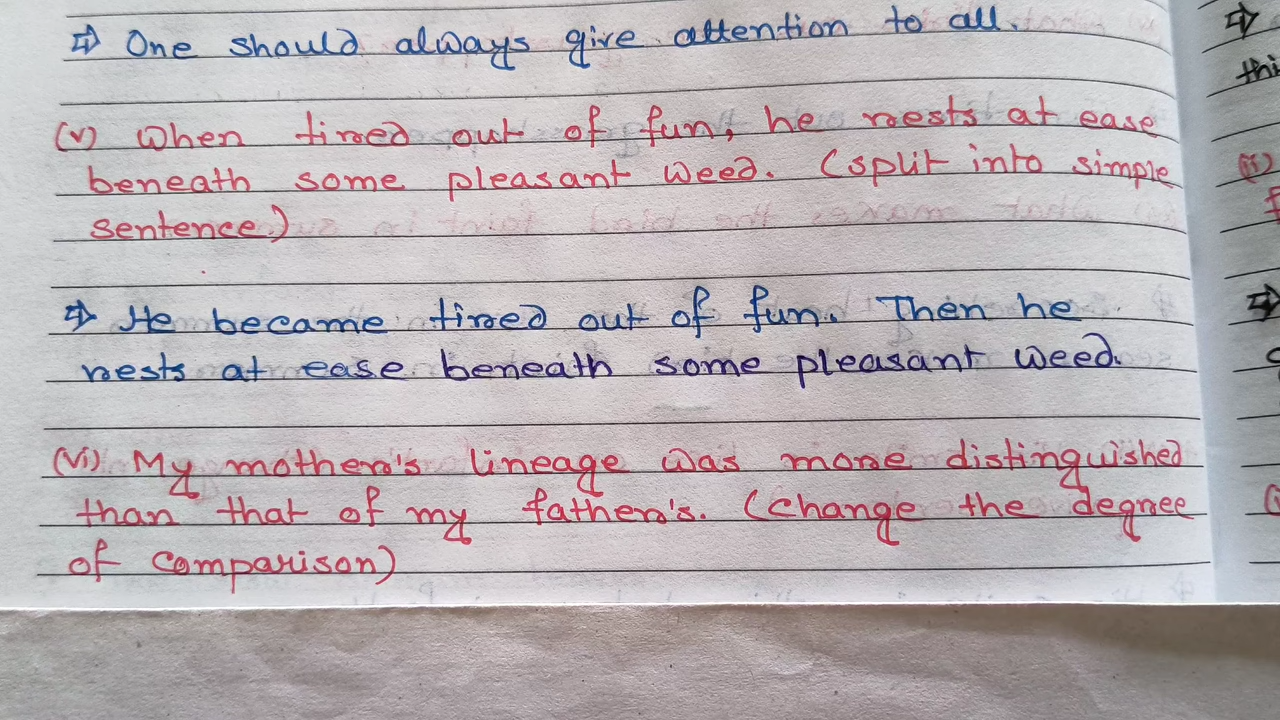 ⇒ One should always give attention to all.
(v) When tired out of fun, he rests at ease
beneath some pleasant weed. (split into simple
sentence.)
⇒ He became tired out of fun. Then he
rests at ease beneath some pleasant weed.
(vi) My mother's lineage was more distinguished
than that of my father's. (change the degree
of comparison)
⇒
thi
(ii)
⇒